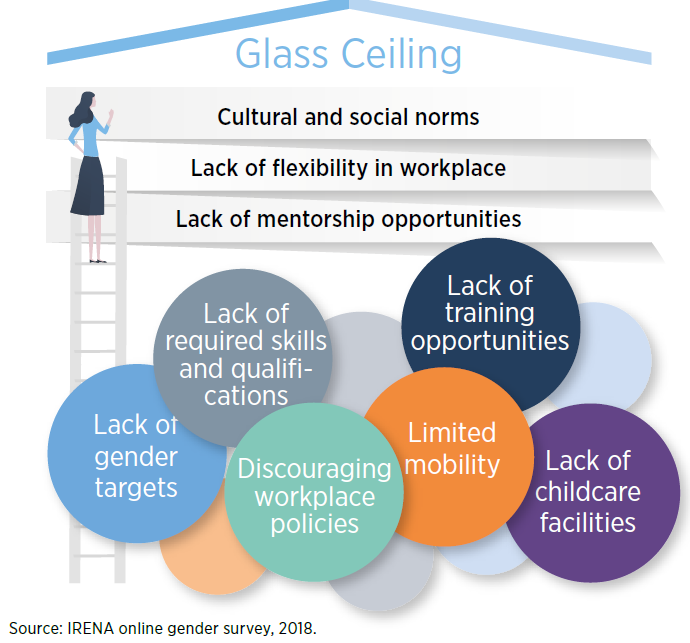 Glass Ceiling
Cultural and social norms
Lack of flexibility in workplace
Lack of mentorship opportunities
Lack of
required skills
and qualifi-
cations
Lack of
training
opportunities
Lack of
gender
targets
Discouraging
workplace
policies
Limited
mobility
Lack of
childcare
facilities
Source: IRENA online gender survey, 2018.